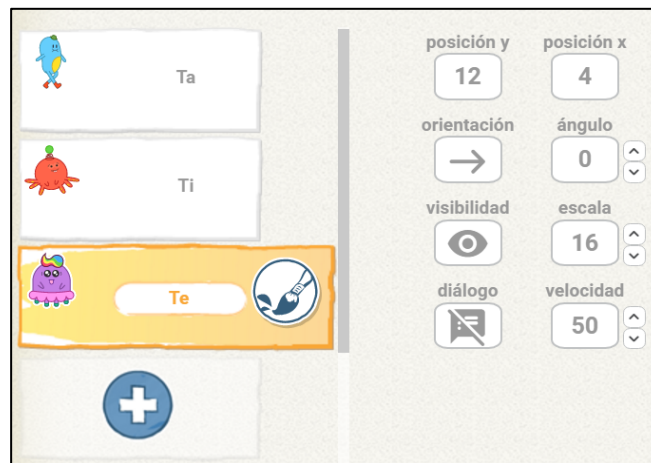 Ta
Ti
Te
posición y posición x
12 4
orientación ángulo
0
visibilidad escala
16
diálogo velocidad
50